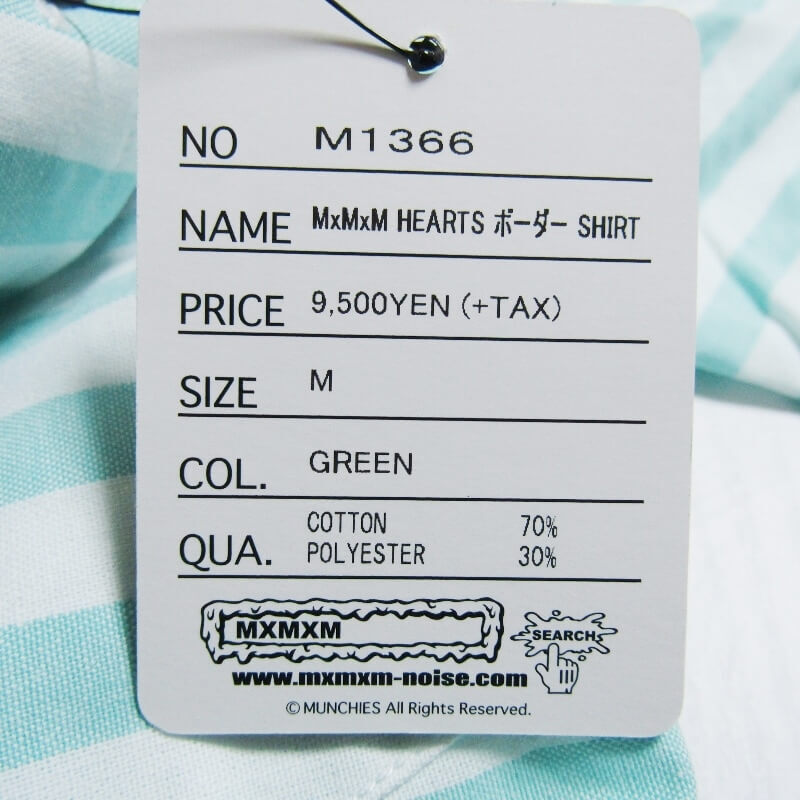 NO M1366
NAME MxMxM HEARTS ボーダー SHIRT
PRICE 9,500YEN (+TAX)
SIZE M
COL. GREEN
COTTON 70%
QUA. POLYESTER 30%
MXMXM SEARCH
www.mxmxm-noise.com
© MUNCHIES All Rights Reserved.